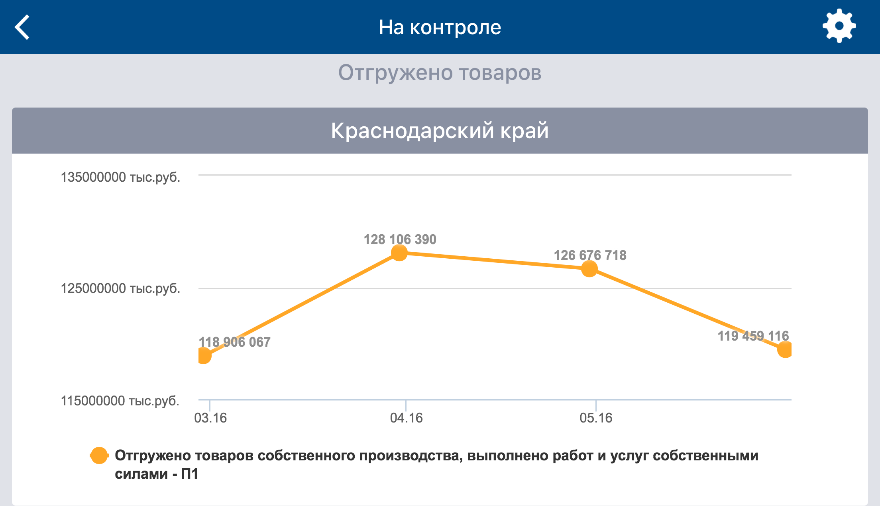 На контроле
Отгружено товаров
Краснодарский край
135000000 тыс.руб.
128 106 390
126 676 718
125000000 тыс.руб.
118 906 067
119 459 116
115000000 тыс.руб.
03.16
04.16
05.16
Отгружено товаров собственного производства, выполнено работ и услуг собственными
силами - П1